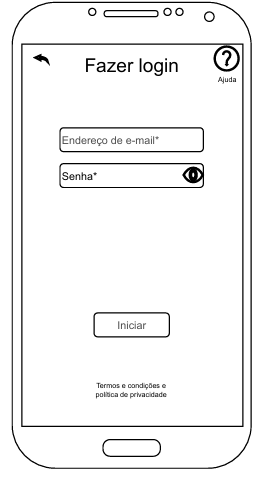 Fazer login
?
Ajuda
Endereço de e-mail*
Senha*
Iniciar
Termos e condições e
política de privacidade